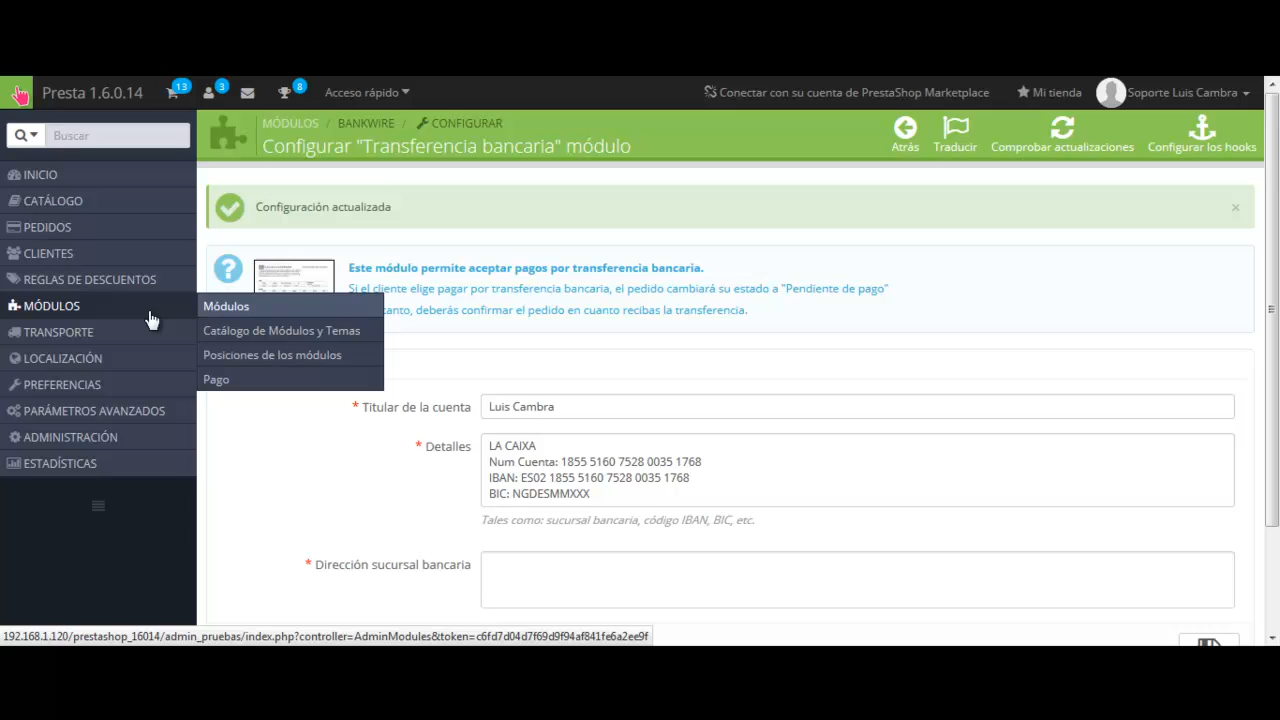 Presta 1.6.0.14
13
3
8
Acceso rápido
Conectar con su cuenta de PrestaShop Marketplace
Mi tienda
Soporte Luis Cambra
Buscar
MÓDULOS / BANKWIRE / CONFIGURAR
Configurar "Transferencia bancaria" módulo
Atrás
Traducir
Comprobar actualizaciones
Configurar los hooks
INICIO
CATÁLOGO
PEDIDOS
CLIENTES
REGLAS DE DESCUENTOS
MÓDULOS
TRANSPORTE
LOCALIZACIÓN
PREFERENCIAS
PARÁMETROS AVANZADOS
ADMINISTRACIÓN
ESTADÍSTICAS
Módulos
Catálogo de Módulos y Temas
Posiciones de los módulos
Pago
Configuración actualizada
×
Este módulo permite aceptar pagos por transferencia bancaria.
Si el cliente elige pagar por transferencia bancaria, el pedido cambiará su estado a "Pendiente de pago"
tanto, deberás confirmar el pedido en cuanto recibas la transferencia.
* Titular de la cuenta
Luis Cambra
* Detalles
LA CAIXA
Num Cuenta: 1855 5160 7528 0035 1768
IBAN: ES02 1855 5160 7528 0035 1768
BIC: NGDESMMXXX
Tales como: sucursal bancaria, código IBAN, BIC, etc.
* Dirección sucursal bancaria
192.168.1.120/prestashop_16014/admin_pruebas/index.php?controller=AdminModules&token=c6fd7d04d7f69d9f94af841fe6a2ee9f